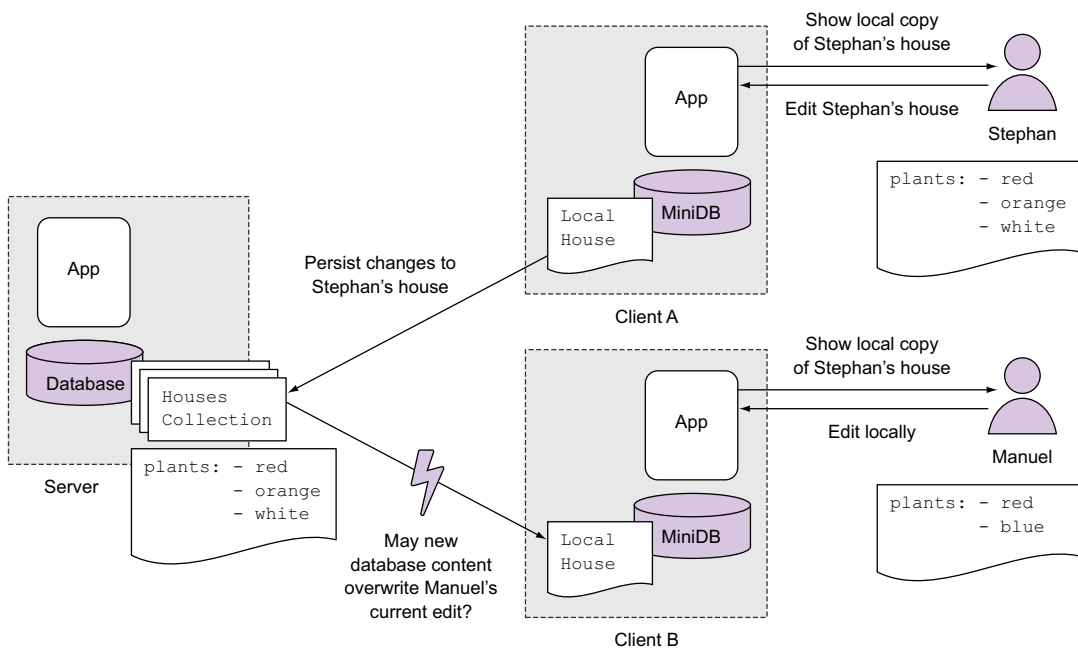 Show local copy
of Stephan's house
App
Edit Stephan's house
Stephan
plants: - red
- orange
- white
MiniDB
Local
House
Client A
Persist changes to
Stephan's house
App
Database
Houses
Collection
plants: - red
- orange
- white
Server
May new
database content
overwrite Manuel's
current edit?
Show local copy
of Stephan's house
App
Edit locally
Manuel
plants: - red
- blue
MiniDB
Local
House
Client B